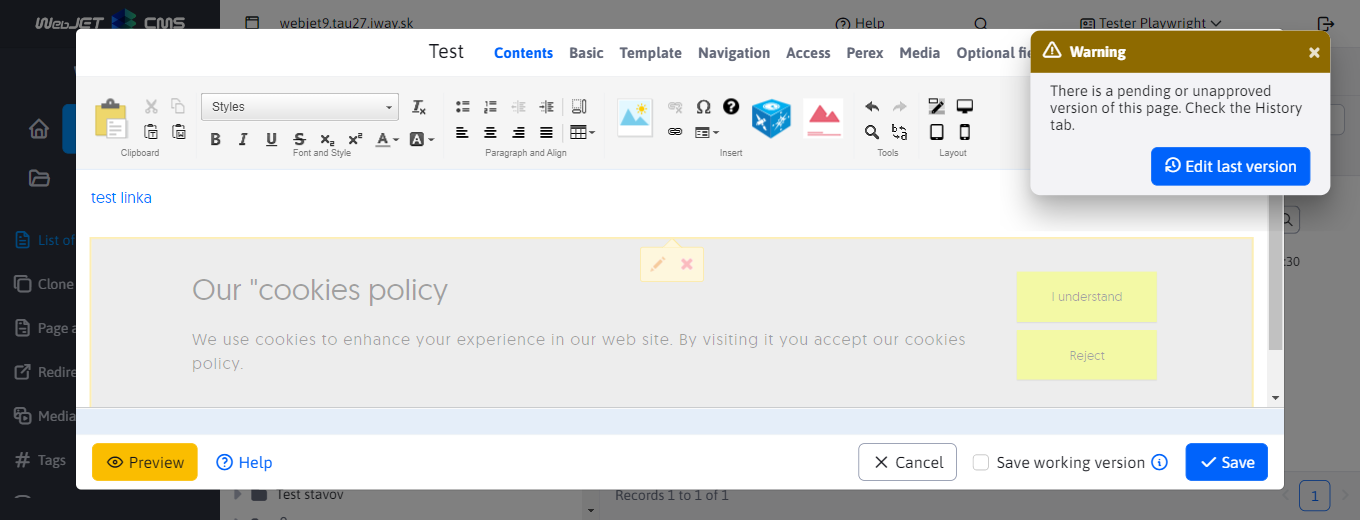 WebJET CMS
webjet9.tau27.iway.sk
Help
Tester Playwright
Test
Contents Basic Template Navigation Access Perex Media Optional fie
Warning
There is a pending or unapproved
version of this page. Check the History
tab.
Edit last version
Styles
Clipboard
Font and Style
Paragraph and Align
Insert
Tools
Layout
test linka
List of
Clone
Page a
Redire
Media
Tags
:30
Our "cookies policy
We use cookies to enhance your experience in our web site. By visiting it you accept our cookies
policy.
I understand
Reject
Preview
Help
Cancel
Save working version
Save
Test stavov
Records 1 to 1 of 1
1